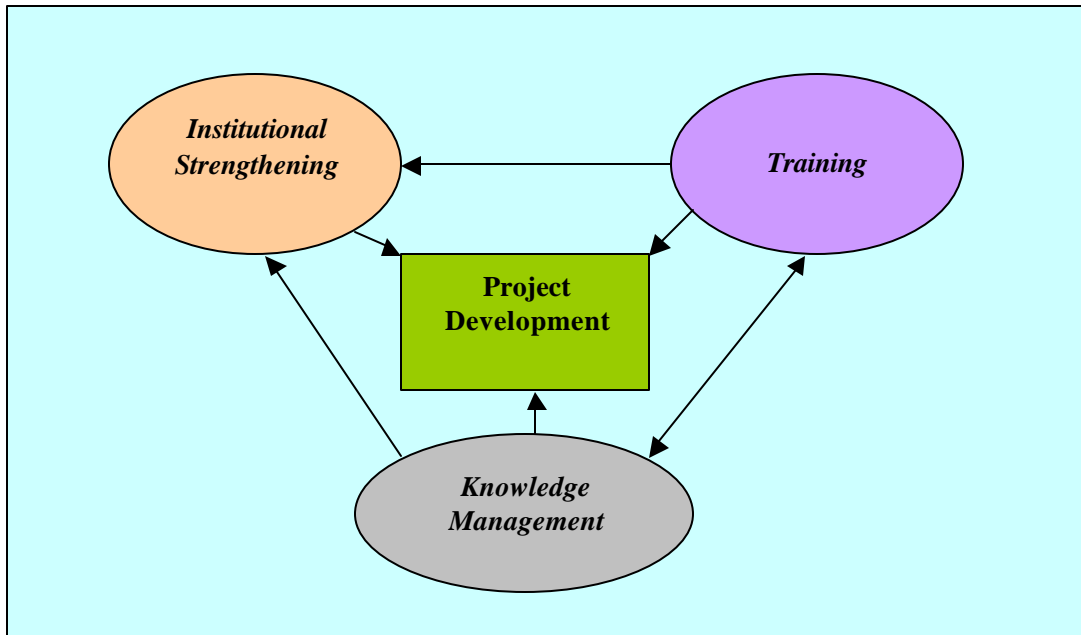 Institutional
Strengthening
Training
Project
Development
Knowledge
Management